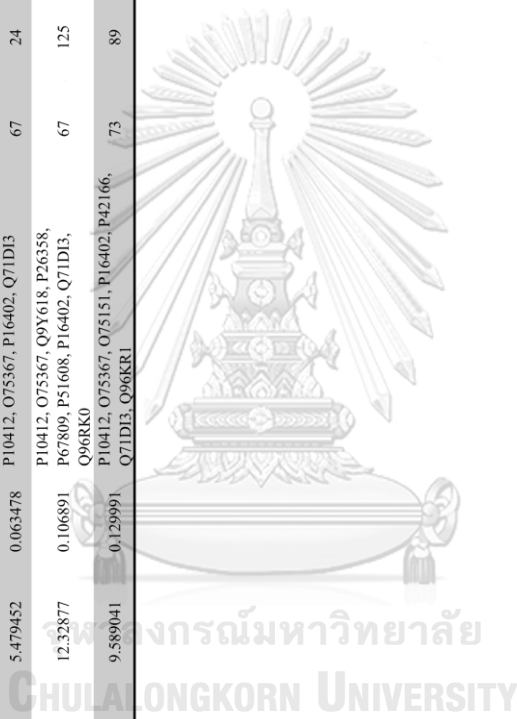 5.479452 0.063478 P10412, O75367, P16402, Q71DI3 67 24
P10412, O75367, Q9Y618, P26358,
12.32877 0.106891 P67809, P51608, P16402, Q71DI3, 67 125
Q96RK0
9.589041 0.129991 P10412, O75367, O75151, P16402, P42166, 73 89
Q71DI3, Q96KR1
จุฬาลงกรณ์มหาวิทยาลัย
CHULALONGKORN UNIVERSITY